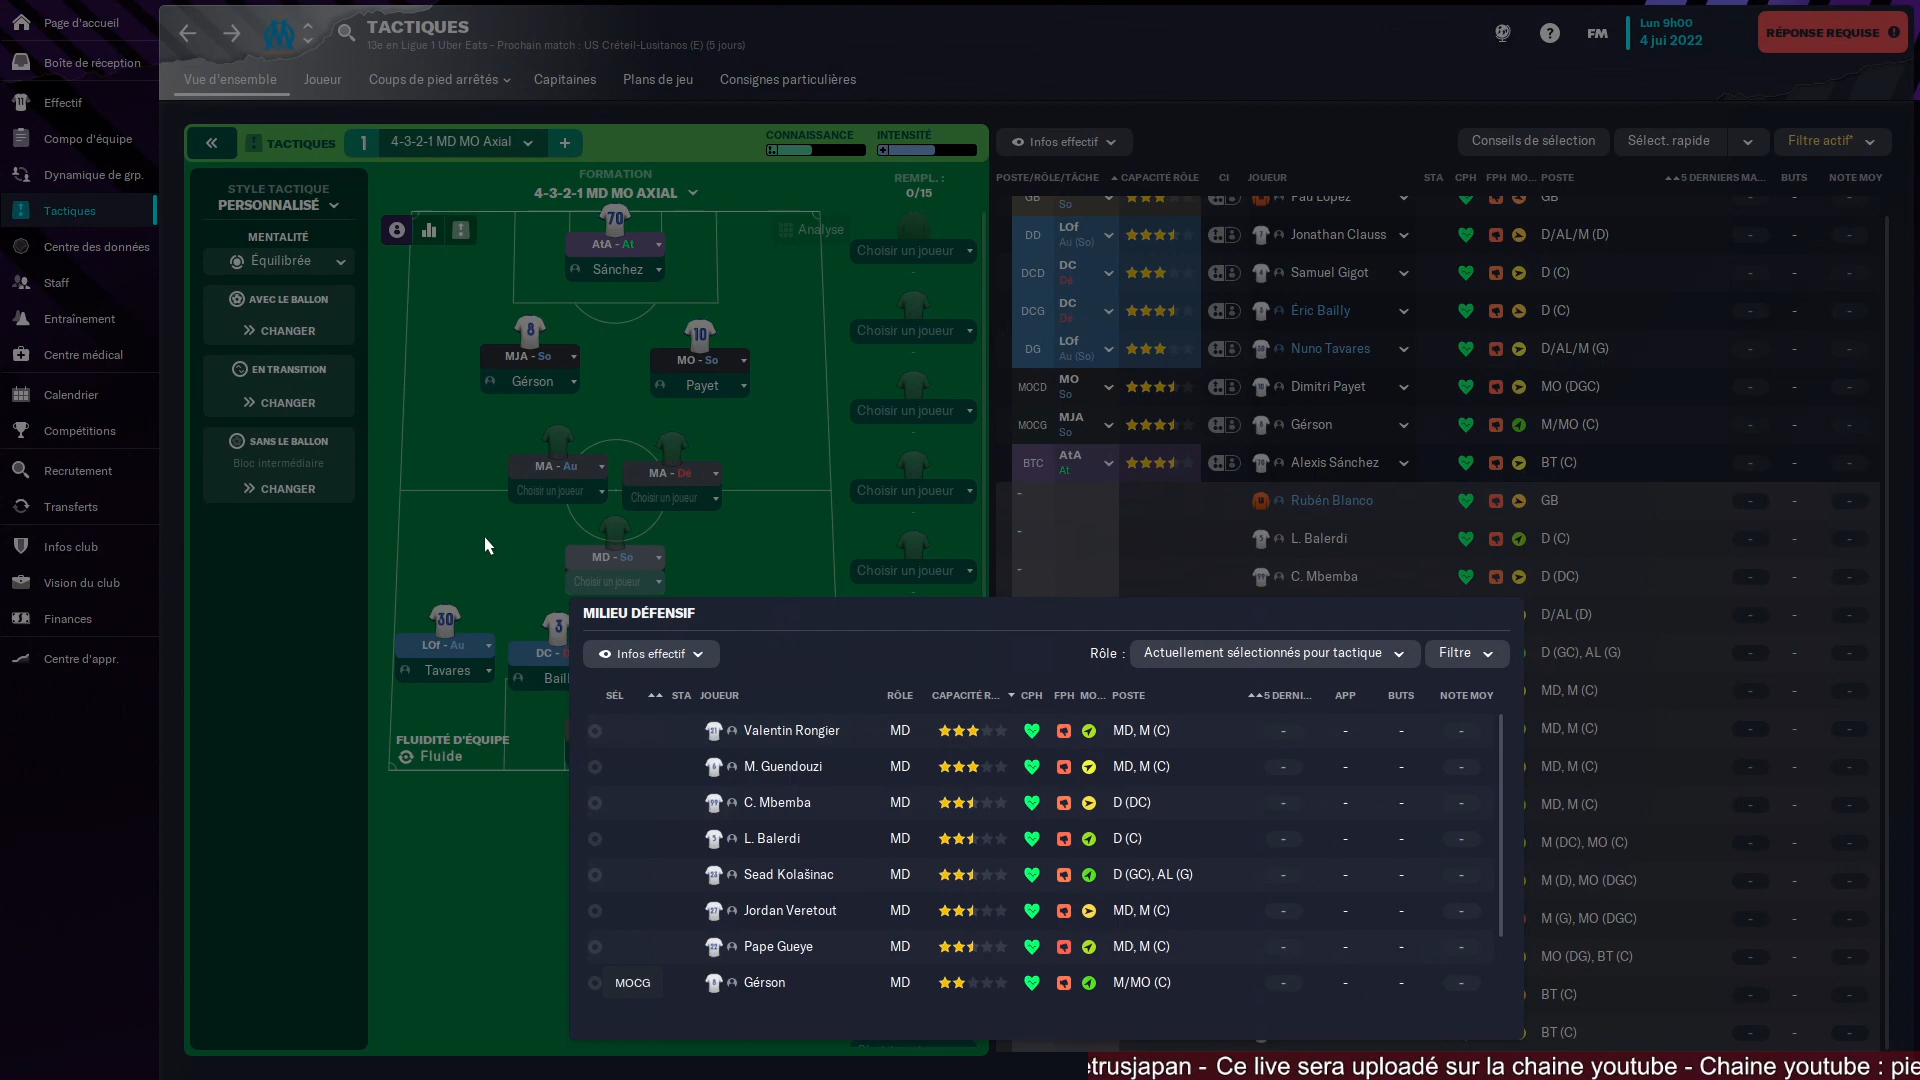 Page d'accueil
Boîte de réception
Effectif
Compo d'équipe
Dynamique de grp.
Tactiques
Centre des données
Staff
Entraînement
Centre médical
Calendrier
Compétitions
Recrutement
Transferts
Infos club
Vision du club
Finances
Centre d'appr.
TACTIQUES
13e en Ligue 1 Uber Eats - Prochain match : US Créteil-Lusitanos (E) (5 jours)
FM
Lun 9h00
4 jui 2022
RÉPONSE REQUISE
Vue d'ensemble Joueur Coups de pied arrêtés Capitaines Plans de jeu Consignes particulières
TACTIQUES 1 4-3-2-1 MD MO Axial +
CONNAISSANCE INTENSITÉ
STYLE TACTIQUE
PERSONNALISÉ
MENTALITÉ
Équilibrée
AVEC LE BALLON
CHANGER
EN TRANSITION
CHANGER
SANS LE BALLON
Bloc intermédiaire
CHANGER
FORMATION
4-3-2-1 MD MO AXIAL
REMPL. :
0/15
Analyse
70
AtA - At
Sánchez
8
MJA - So
Gérson
10
MO - So
Payet
MA - Au
Choisir un joueur
MA - Dé
Choisir un joueur
MD - So
Choisir un joueur
30
LOf - Au
Tavares
3
DC - D
Baill
FLUIDITÉ D'ÉQUIPE
Fluide
Choisir un joueur
-
Choisir un joueur
-
Choisir un joueur
-
Choisir un joueur
-
Choisir un joueur
-
Infos effectif Conseils de sélection Sélect. rapide Filtre actif*
POSTE/RÔLE/TÂCHE CAPACITÉ RÔLE CI JOUEUR STA CPH FPH MO... POSTE 5 DERNIERS MA... BUTS NOTE MOY
GB So Pau López GB
DD LOf Au (So) Jonathan Clauss D/AL/M (D) - - -
DCD DC Dé Samuel Gigot D (C) - - -
DCG DC Dé Éric Bailly D (C) - - -
DG LOf Au (So) Nuno Tavares D/AL/M (G) - - -
MOCD MO So Dimitri Payet MO (DGC) - - -
MOCG MJA So Gérson M/MO (C) - - -
BTC AtA At Alexis Sánchez BT (C) - - -
- Rubén Blanco GB - - -
- L. Balerdi D (C) - - -
- C. Mbemba D (DC) - - -
D/AL (D) - - -
D (GC), AL (G) - - -
MD, M (C) - - -
MD, M (C) - - -
MD, M (C) - - -
MD, M (C) - - -
M (DC), MO (C) - - -
M (D), MO (DGC) - - -
M (G), MO (DGC) - - -
MO (DG), BT (C) - - -
BT (C) - - -
BT (C) - - -
MILIEU DÉFENSIF
Infos effectif Rôle : Actuellement sélectionnés pour tactique Filtre
SÉL STA JOUEUR RÔLE CAPACITÉ R... CPH FPH MO... POSTE 5 DERNI... APP BUTS NOTE MOY
Valentin Rongier MD MD, M (C) - - - -
M. Guendouzi MD MD, M (C) - - - -
C. Mbemba MD D (DC) - - - -
L. Balerdi MD D (C) - - - -
Sead Kolašinac MD D (GC), AL (G) - - - -
Jordan Veretout MD MD, M (C) - - - -
Pape Gueye MD MD, M (C) - - - -
MOCG Gérson MD M/MO (C) - - - -
etrusjapan - Ce live sera uploadé sur la chaine youtube - Chaine youtube : pie